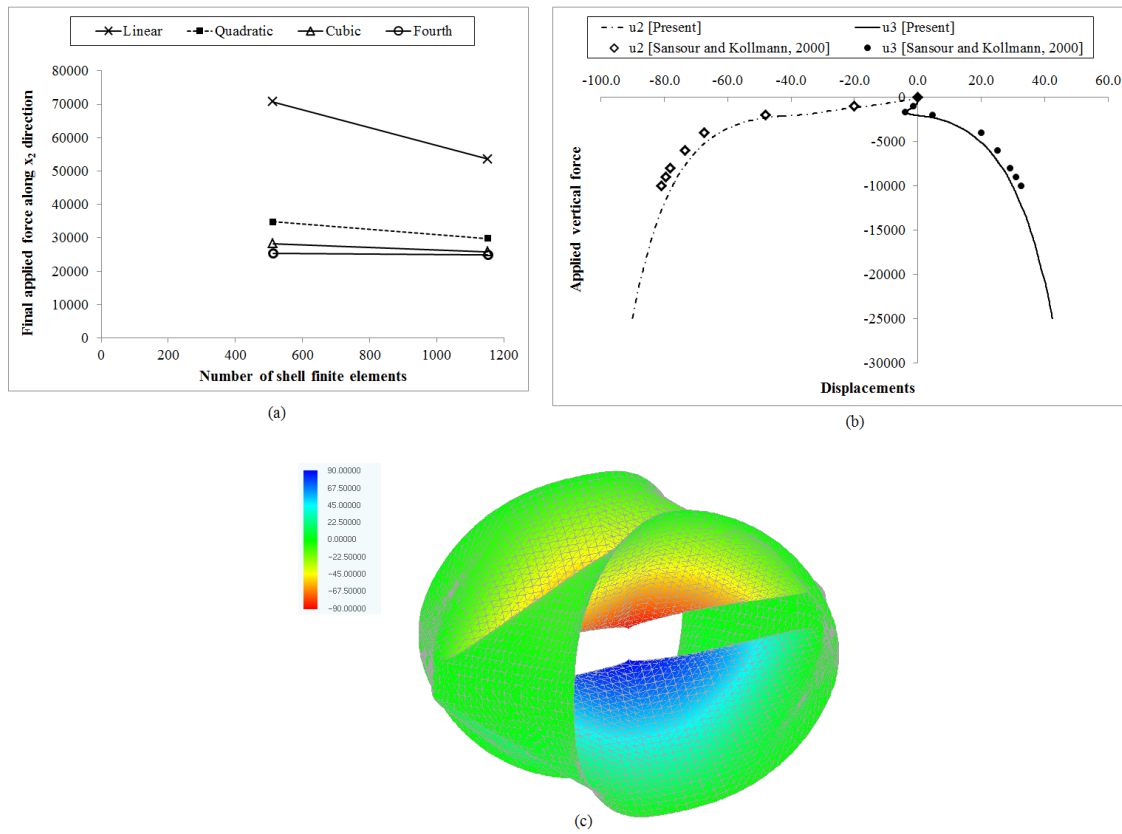 Linear Quadratic Cubic Fourth
Final applied force along x₂ direction
80000
70000
60000
50000
40000
30000
20000
10000
0
0 200 400 600 800 1000 1200
Number of shell finite elements
(a)
u2 [Present] u3 [Present]
u2 [Sansour and Kollmann, 2000] u3 [Sansour and Kollmann, 2000]
-100.0 -80.0 -60.0 -40.0 -20.0 0.0 20.0 40.0 60.0
Applied vertical force
0
-5000
-10000
-15000
-20000
-25000
-30000
Displacements
(b)
90.00000
67.50000
45.00000
22.50000
0.00000
-22.50000
-45.00000
-67.50000
-90.00000
(c)